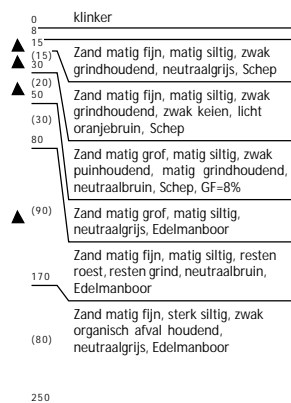 0 klinker
8
15
(15) Zand matig fijn, matig siltig, zwak
30 grindhoudend, neutraalgrijs, Schep
(20) Zand matig fijn, matig siltig, zwak
50 grindhoudend, zwak keien, licht
oranjebruin, Schep
(30)
80 Zand matig grof, matig siltig, zwak
puinhoudend, matig grindhoudend,
neutraalbruin, Schep, GF=8%
(90) Zand matig grof, matig siltig,
neutraalgrijs, Edelmanboor
Zand matig fijn, matig siltig, resten
roest, resten grind, neutraalbruin,
170 Edelmanboor
Zand matig fijn, sterk siltig, zwak
organisch afval houdend,
(80) neutraalgrijs, Edelmanboor
250